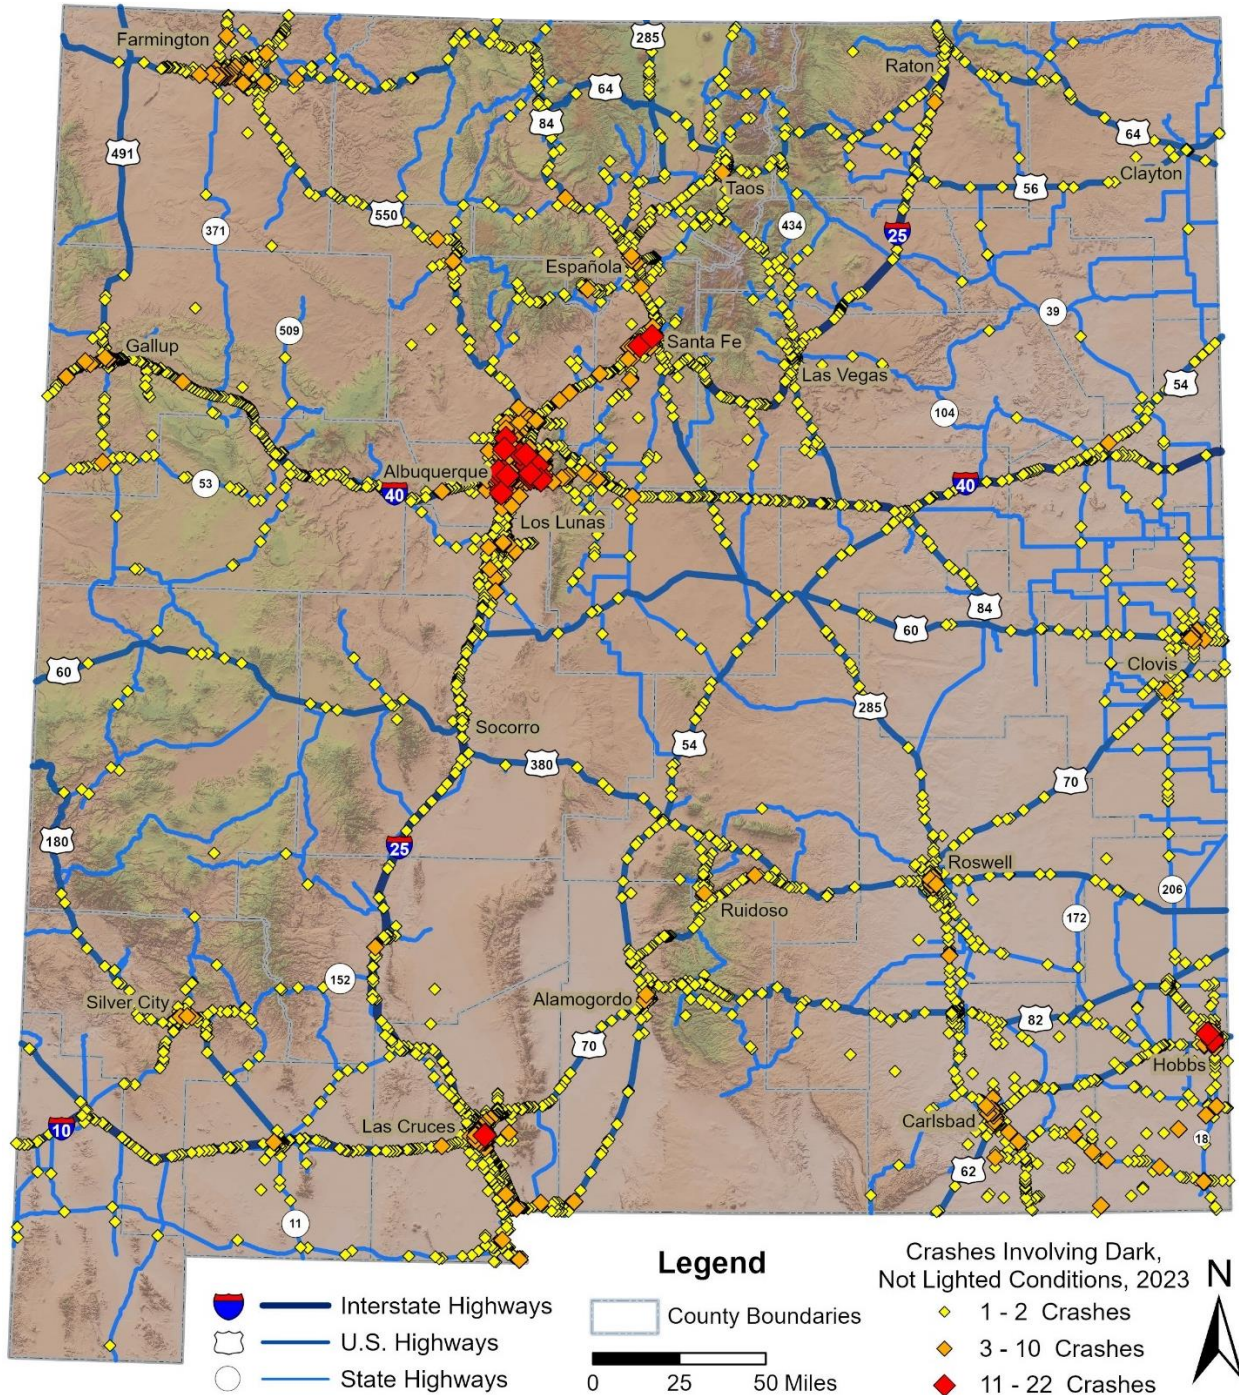 285
Farmington
Raton
64
84
64
491
Clayton
Taos
56
550
371
434
25
Española
39
509
Santa Fe
Gallup
Las Vegas
54
104
Albuquerque
53
40
40
Los Lunas
84
60
60
Clovis
285
Socorro
54
380
70
180
25
Roswell
206
Ruidoso
172
152
Silver City
Alamogordo
82
70
Hobbs
10
Las Cruces
Carlsbad
18
62
11
Legend
Interstate Highways
U.S. Highways
State Highways
County Boundaries
0 25 50 Miles
Crashes Involving Dark,
Not Lighted Conditions, 2023
1 - 2 Crashes
3 - 10 Crashes
11 - 22 Crashes
N